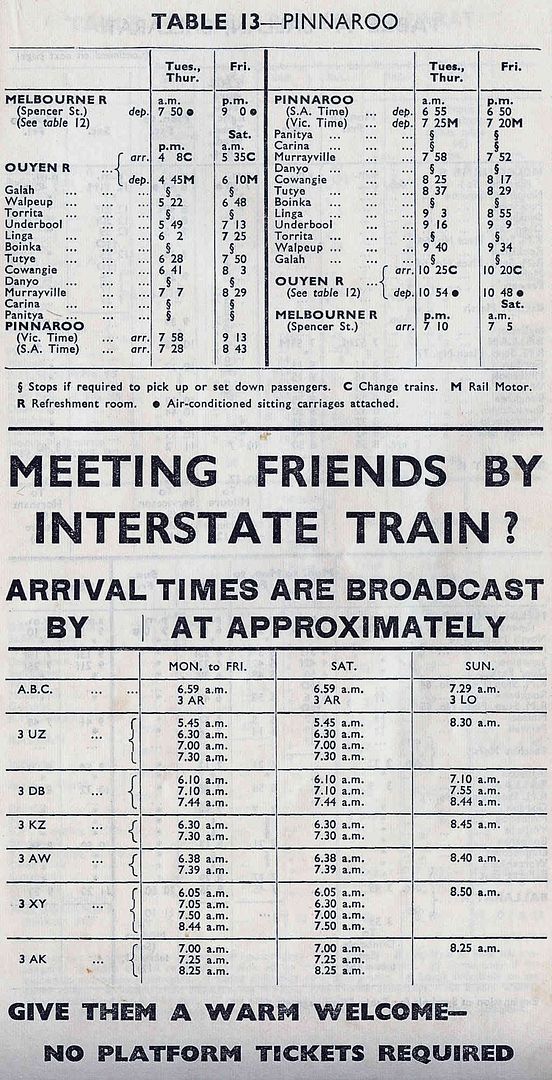 TABLE 13—PINNAROO
Tues., Thur. Fri.
MELBOURNE R a.m. p.m.
(Spencer St.) dep. 7 50 ● 9 0 ●
(See table 12) Sat.
p.m. a.m.
OUYEN R ... arr. 4 8C 5 35C
dep. 4 45M 6 10M
Galah ... ... § §
Walpeup ... ... 5 22 6 48
Torrita ... ... § §
Underbool ... ... 5 49 7 13
Linga ... ... 6 2 7 25
Boinka ... ... § §
Tutye ... ... 6 28 7 50
Cowangie ... ... 6 41 8 3
Danyo ... ... § §
Murrayville ... ... 7 7 8 29
Carina ... ... § §
Panitya ... ... § §
PINNAROO
(Vic. Time) ... arr. 7 58 9 13
(S.A. Time) ... arr. 7 28 8 43
Tues., Thur. Fri.
PINNAROO a.m. p.m.
(S.A. Time) ... dep. 6 55 6 50
(Vic. Time) ... dep. 7 25M 7 20M
Panitya ... ... § §
Carina ... ... § §
Murrayville ... ... 7 58 7 52
Danyo ... ... § §
Cowangie ... ... 8 25 8 17
Tutye ... ... 8 37 8 29
Boinka ... ... § §
Linga ... ... 9 3 8 55
Underbool ... ... 9 16 9 9
Torrita ... ... § §
Walpeup ... ... 9 40 9 34
Galah ... ... § §
OUYEN R ... arr. 10 25C 10 20C
(See table 12) dep. 10 54 ● 10 48 ●
Sat.
MELBOURNE R p.m. a.m.
(Spencer St.) arr. 7 10 7 5
§ Stops if required to pick up or set down passengers. C Change trains. M Rail Motor.
R Refreshment room. ● Air-conditioned sitting carriages attached.
MEETING FRIENDS BY
INTERSTATE TRAIN?
ARRIVAL TIMES ARE BROADCAST
BY AT APPROXIMATELY
MON. to FRI. SAT. SUN.
A.B.C. ... ... 6.59 a.m. 6.59 a.m. 7.29 a.m.
3 AR 3 AR 3 LO
3 UZ ... 5.45 a.m. 5.45 a.m. 8.30 a.m.
6.30 a.m. 6.30 a.m.
7.00 a.m. 7.00 a.m.
7.30 a.m. 7.30 a.m.
3 DB ... 6.10 a.m. 6.10 a.m. 7.10 a.m.
7.10 a.m. 7.10 a.m. 7.55 a.m.
7.44 a.m. 7.44 a.m. 8.44 a.m.
3 KZ ... 6.30 a.m. 6.30 a.m. 8.45 a.m.
7.30 a.m. 7.30 a.m.
3 AW ... 6.38 a.m. 6.38 a.m. 8.40 a.m.
7.39 a.m. 7.39 a.m.
3 XY ... 6.05 a.m. 6.05 a.m. 8.50 a.m.
7.05 a.m. 6.30 a.m.
7.50 a.m. 7.00 a.m.
8.44 a.m. 7.50 a.m.
3 AK ... 7.00 a.m. 7.00 a.m. 8.25 a.m.
7.25 a.m. 7.25 a.m.
8.25 a.m. 8.25 a.m.
GIVE THEM A WARM WELCOME—
NO PLATFORM TICKETS REQUIRED